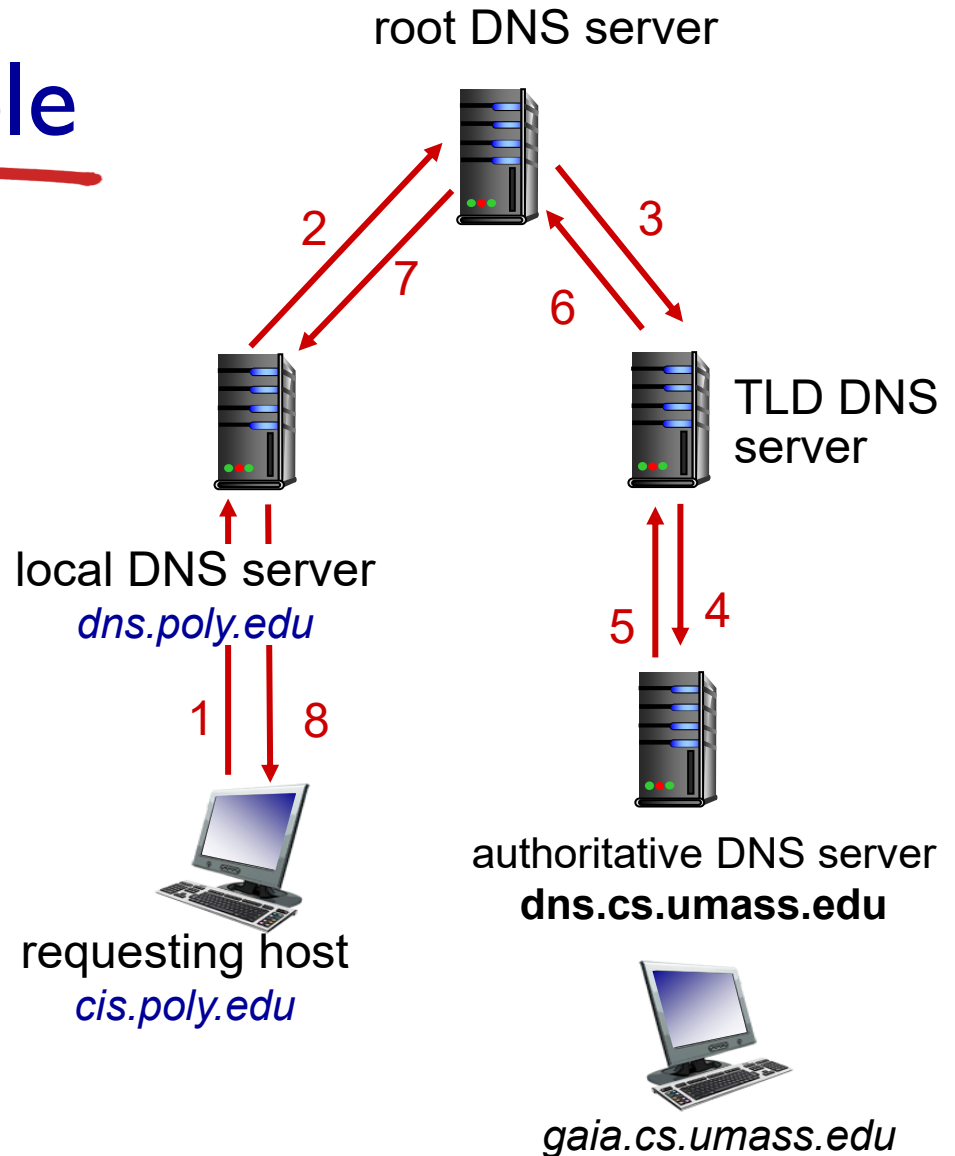 root DNS server
le
2
3
7
6
TLD DNS
server
local DNS server
dns.poly.edu
5
4
1
8
authoritative DNS server
dns.cs.umass.edu
requesting host
cis.poly.edu
gaia.cs.umass.edu